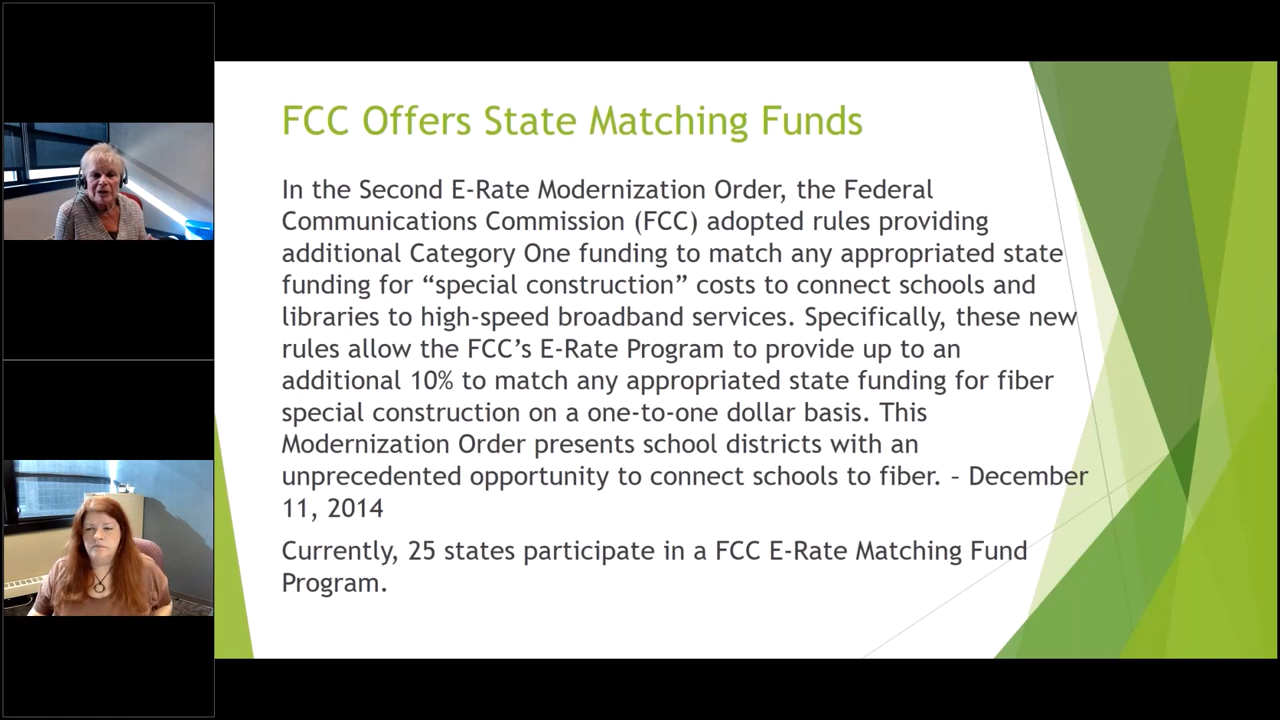 FCC Offers State Matching Funds
In the Second E-Rate Modernization Order, the Federal
Communications Commission (FCC) adopted rules providing
additional Category One funding to match any appropriated state
funding for “special construction” costs to connect schools and
libraries to high-speed broadband services. Specifically, these new
rules allow the FCC’s E-Rate Program to provide up to an
additional 10% to match any appropriated state funding for fiber
special construction on a one-to-one dollar basis. This
Modernization Order presents school districts with an
unprecedented opportunity to connect schools to fiber. – December
11, 2014
Currently, 25 states participate in a FCC E-Rate Matching Fund
Program.